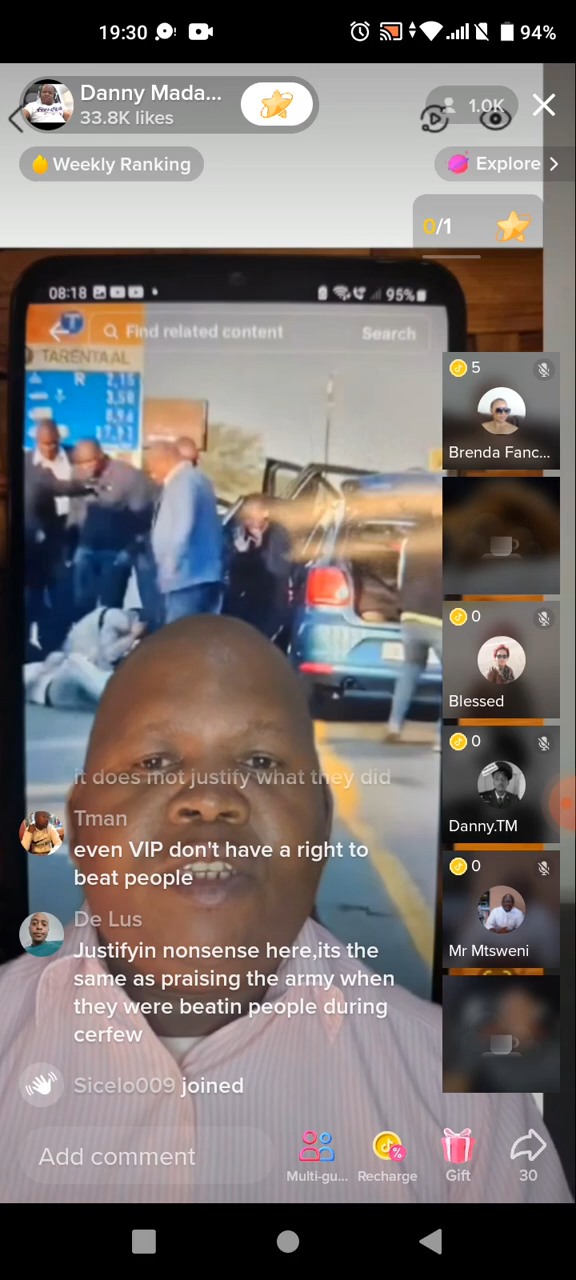 19:30
94%
Danny Mada...
33.8K likes
1.0K
Weekly Ranking
Explore
0/1
08:18
95%
Find related content
Search
TARENTAAL
R
5
Brenda Fanc...
0
Blessed
0
Danny.TM
0
Mr Mtsweni
it does mot justify what they did
Tman
even VIP don't have a right to
beat people
De Lus
Justifyin nonsense here,its the
same as praising the army when
they were beatin people during
cerfew
Sicelo009 joined
Add comment
Multi-gu...
Recharge
Gift
30